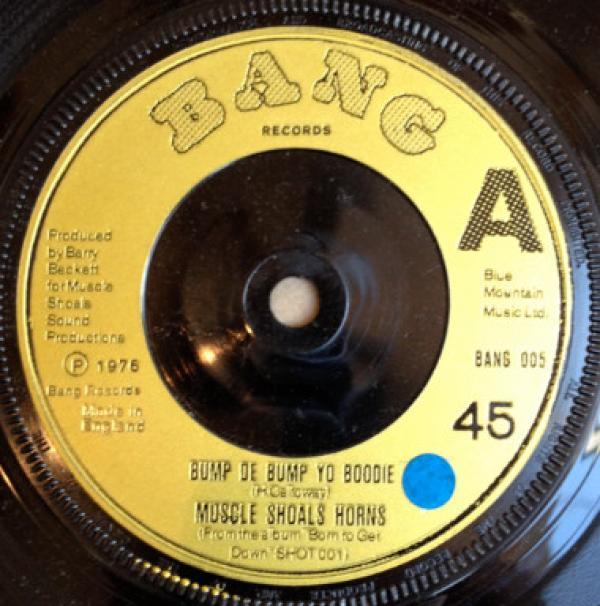 BANG
RECORDS
A
Produced
by Barry
Beckett
for Muscle
Shoals
Sound
Productions
Ⓟ 1976
Bang Records
Made in
England
Blue
Mountain
Music Ltd.
BANG 005
45
BUMP DE BUMP YO BOODIE
(H.Calloway)
MUSCLE SHOALS HORNS
(From the album "Born to Get
Down" SHOT 001)